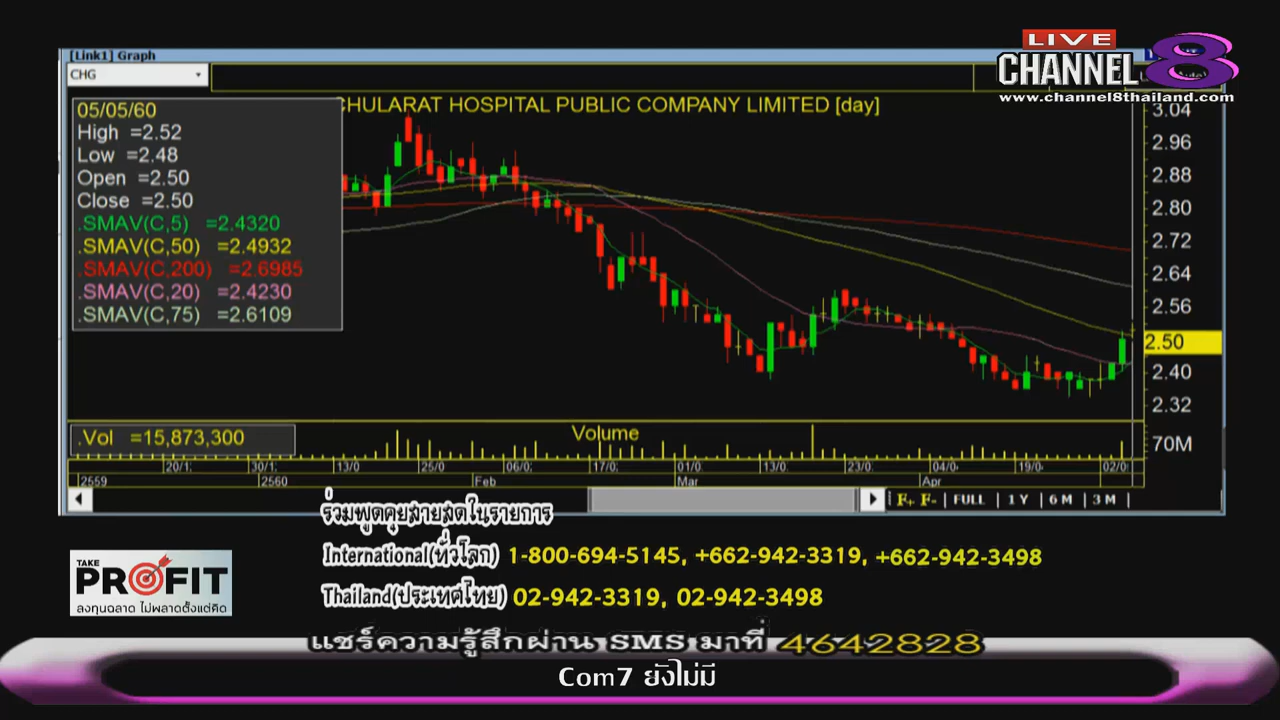 [Link1] Graph
LIVE
CHANNEL 8
www.channel8thailand.com
CHG
CHULARAT HOSPITAL PUBLIC COMPANY LIMITED [day]
05/05/60
High =2.52
Low =2.48
Open =2.50
Close =2.50
.SMAV(C,5) =2.4320
.SMAV(C,50) =2.4932
.SMAV(C,200) =2.6985
.SMAV(C,20) =2.4230
.SMAV(C,75) =2.6109
3.04
2.96
2.88
2.80
2.72
2.64
2.56
2.50
2.40
2.32
.Vol =15,873,300
Volume
70M
20/1: 30/1: 13/0 25/0 06/0: 17/0: 01/0: 13/0: 23/0: 04/0 19/0 02/0
2559 2560 Feb Mar Apr
F+ F- | FULL | 1 Y | 6 M | 3 M |
ร่วมพูดคุยสายสดในรายการ
International(ทั่วโลก) 1-800-694-5145, +662-942-3319, +662-942-3498
Thailand(ประเทศไทย) 02-942-3319, 02-942-3498
TAKE
PROFIT
ลงทุนฉลาด ไม่พลาดตั้งแต่คิด
แชร์ความรู้สึกผ่าน SMS มาที่ 4642828
Com7 ยังไม่มี